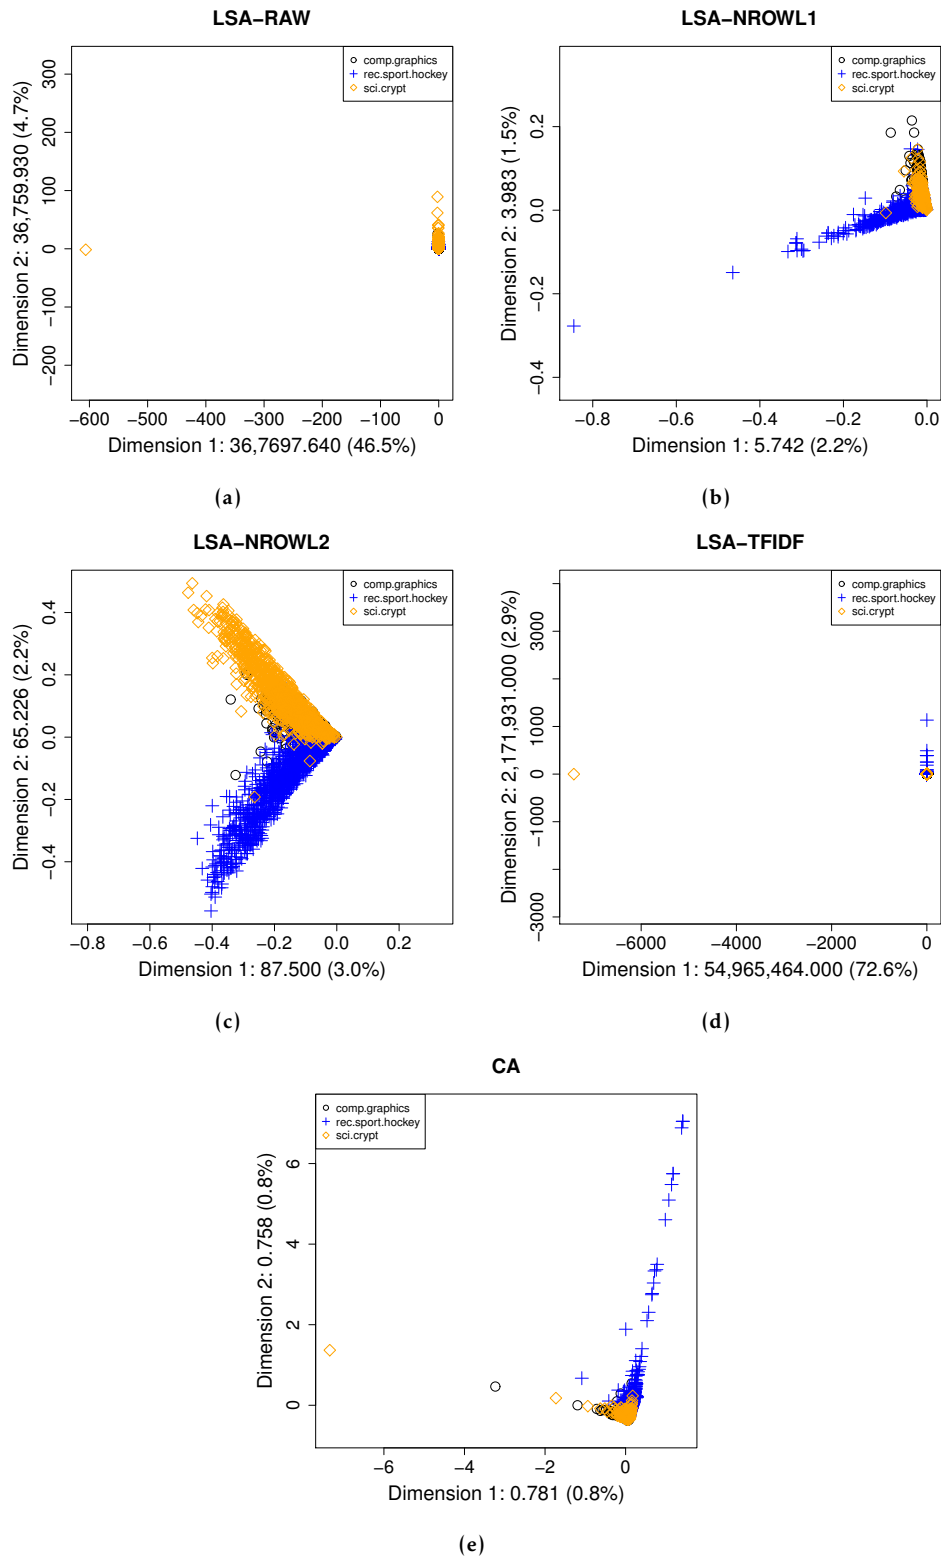 LSA−RAW
comp.graphics
rec.sport.hockey
sci.crypt
300
200
100
0
−100
−200
Dimension 2: 36,759.930 (4.7%)
−600 −500 −400 −300 −200 −100 0
Dimension 1: 36,7697.640 (46.5%)
(a)
LSA−NROWL1
comp.graphics
rec.sport.hockey
sci.crypt
0.2
0.0
−0.2
−0.4
Dimension 2: 3.983 (1.5%)
−0.8 −0.6 −0.4 −0.2 0.0
Dimension 1: 5.742 (2.2%)
(b)
LSA−NROWL2
comp.graphics
rec.sport.hockey
sci.crypt
0.4
0.2
0.0
−0.2
−0.4
Dimension 2: 65.226 (2.2%)
−0.8 −0.6 −0.4 −0.2 0.0 0.2
Dimension 1: 87.500 (3.0%)
(c)
LSA−TFIDF
comp.graphics
rec.sport.hockey
sci.crypt
3000
1000
0
−1000
−3000
Dimension 2: 2,171,931.000 (2.9%)
−6000 −4000 −2000 0
Dimension 1: 54,965,464.000 (72.6%)
(d)
CA
comp.graphics
rec.sport.hockey
sci.crypt
6
4
2
0
Dimension 2: 0.758 (0.8%)
−6 −4 −2 0
Dimension 1: 0.781 (0.8%)
(e)